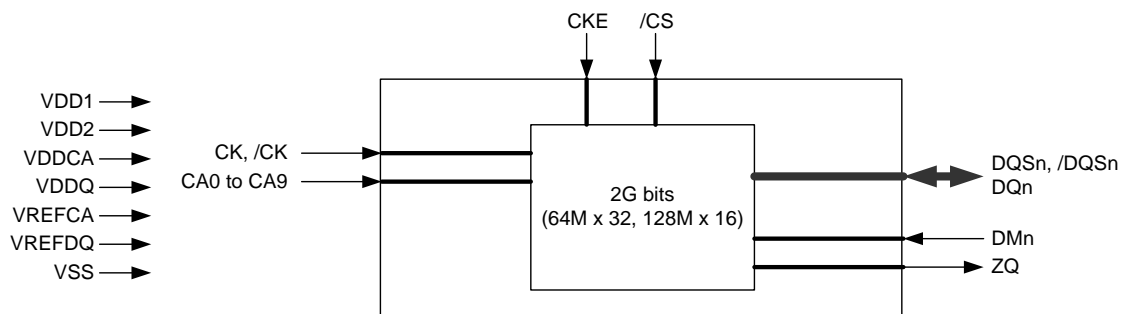 CKE /CS
VDD1
VDD2
VDDCA
VDDQ
VREFCA
VREFDQ
VSS
CK, /CK
CA0 to CA9
2G bits
(64M x 32, 128M x 16)
DQSn, /DQSn
DQn
DMn
ZQ